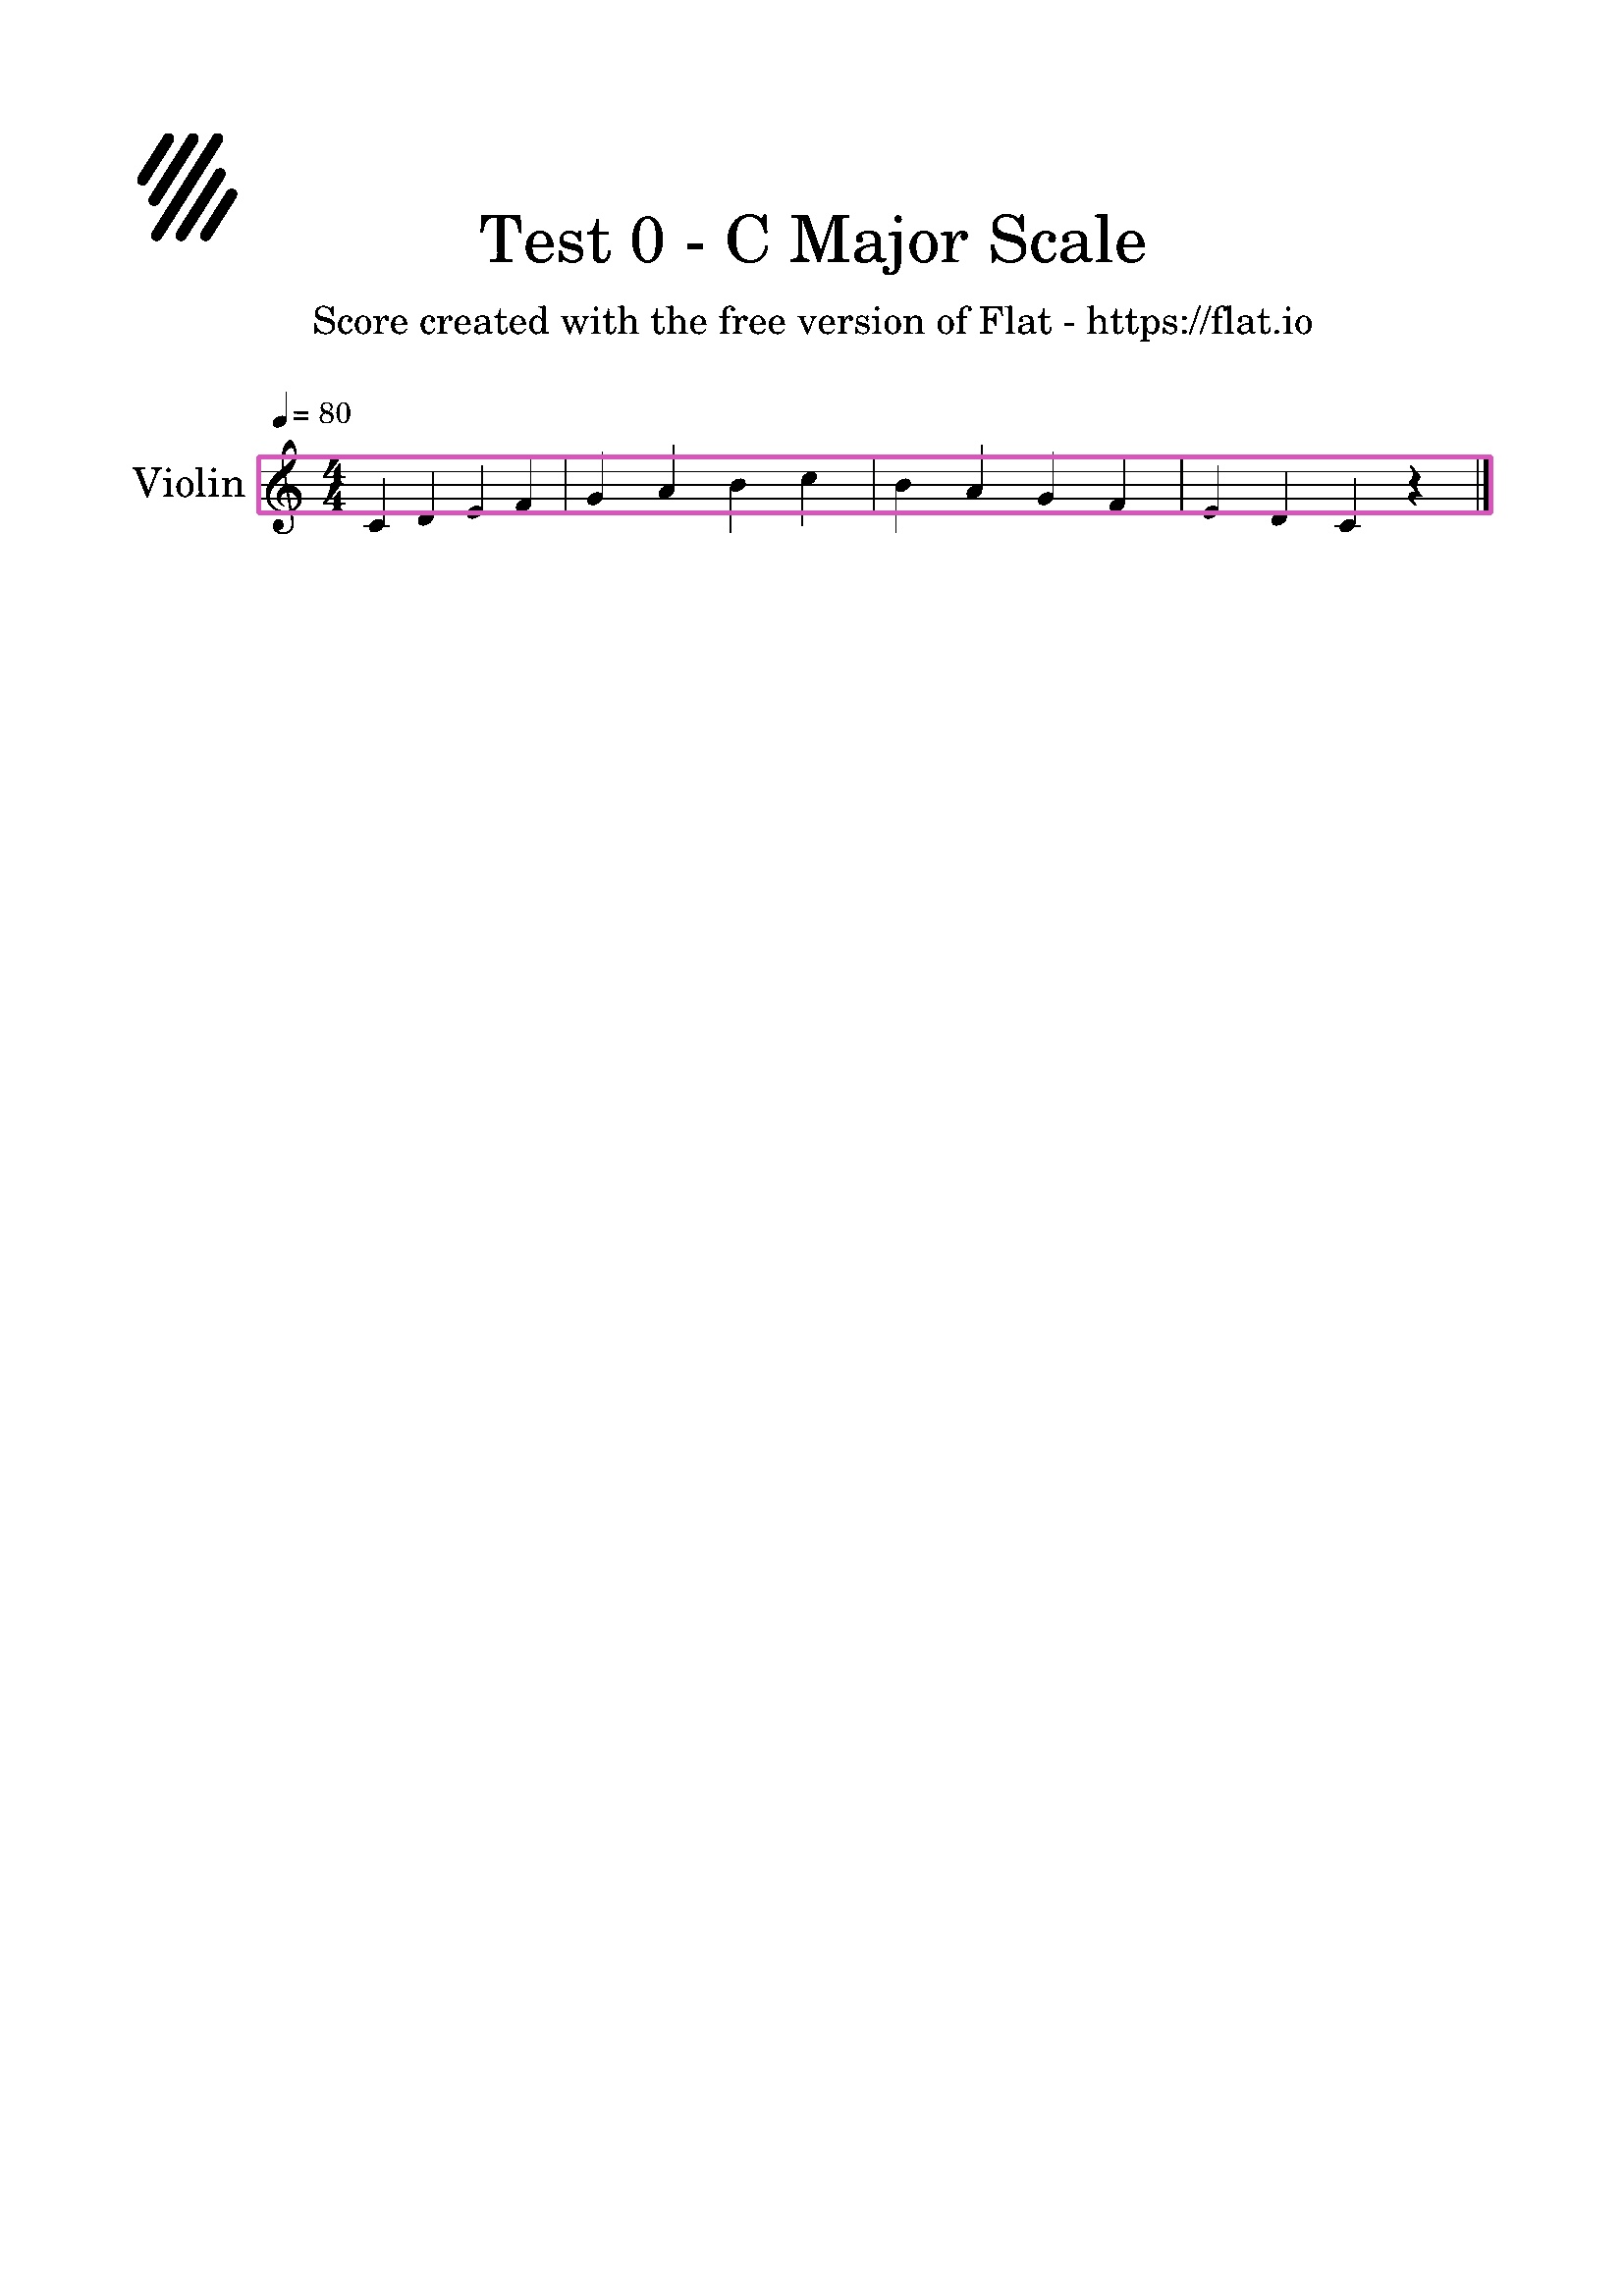 Test 0 - C Major Scale
Score created with the free version of Flat - https://flat.io
= 80
Violin
4
4